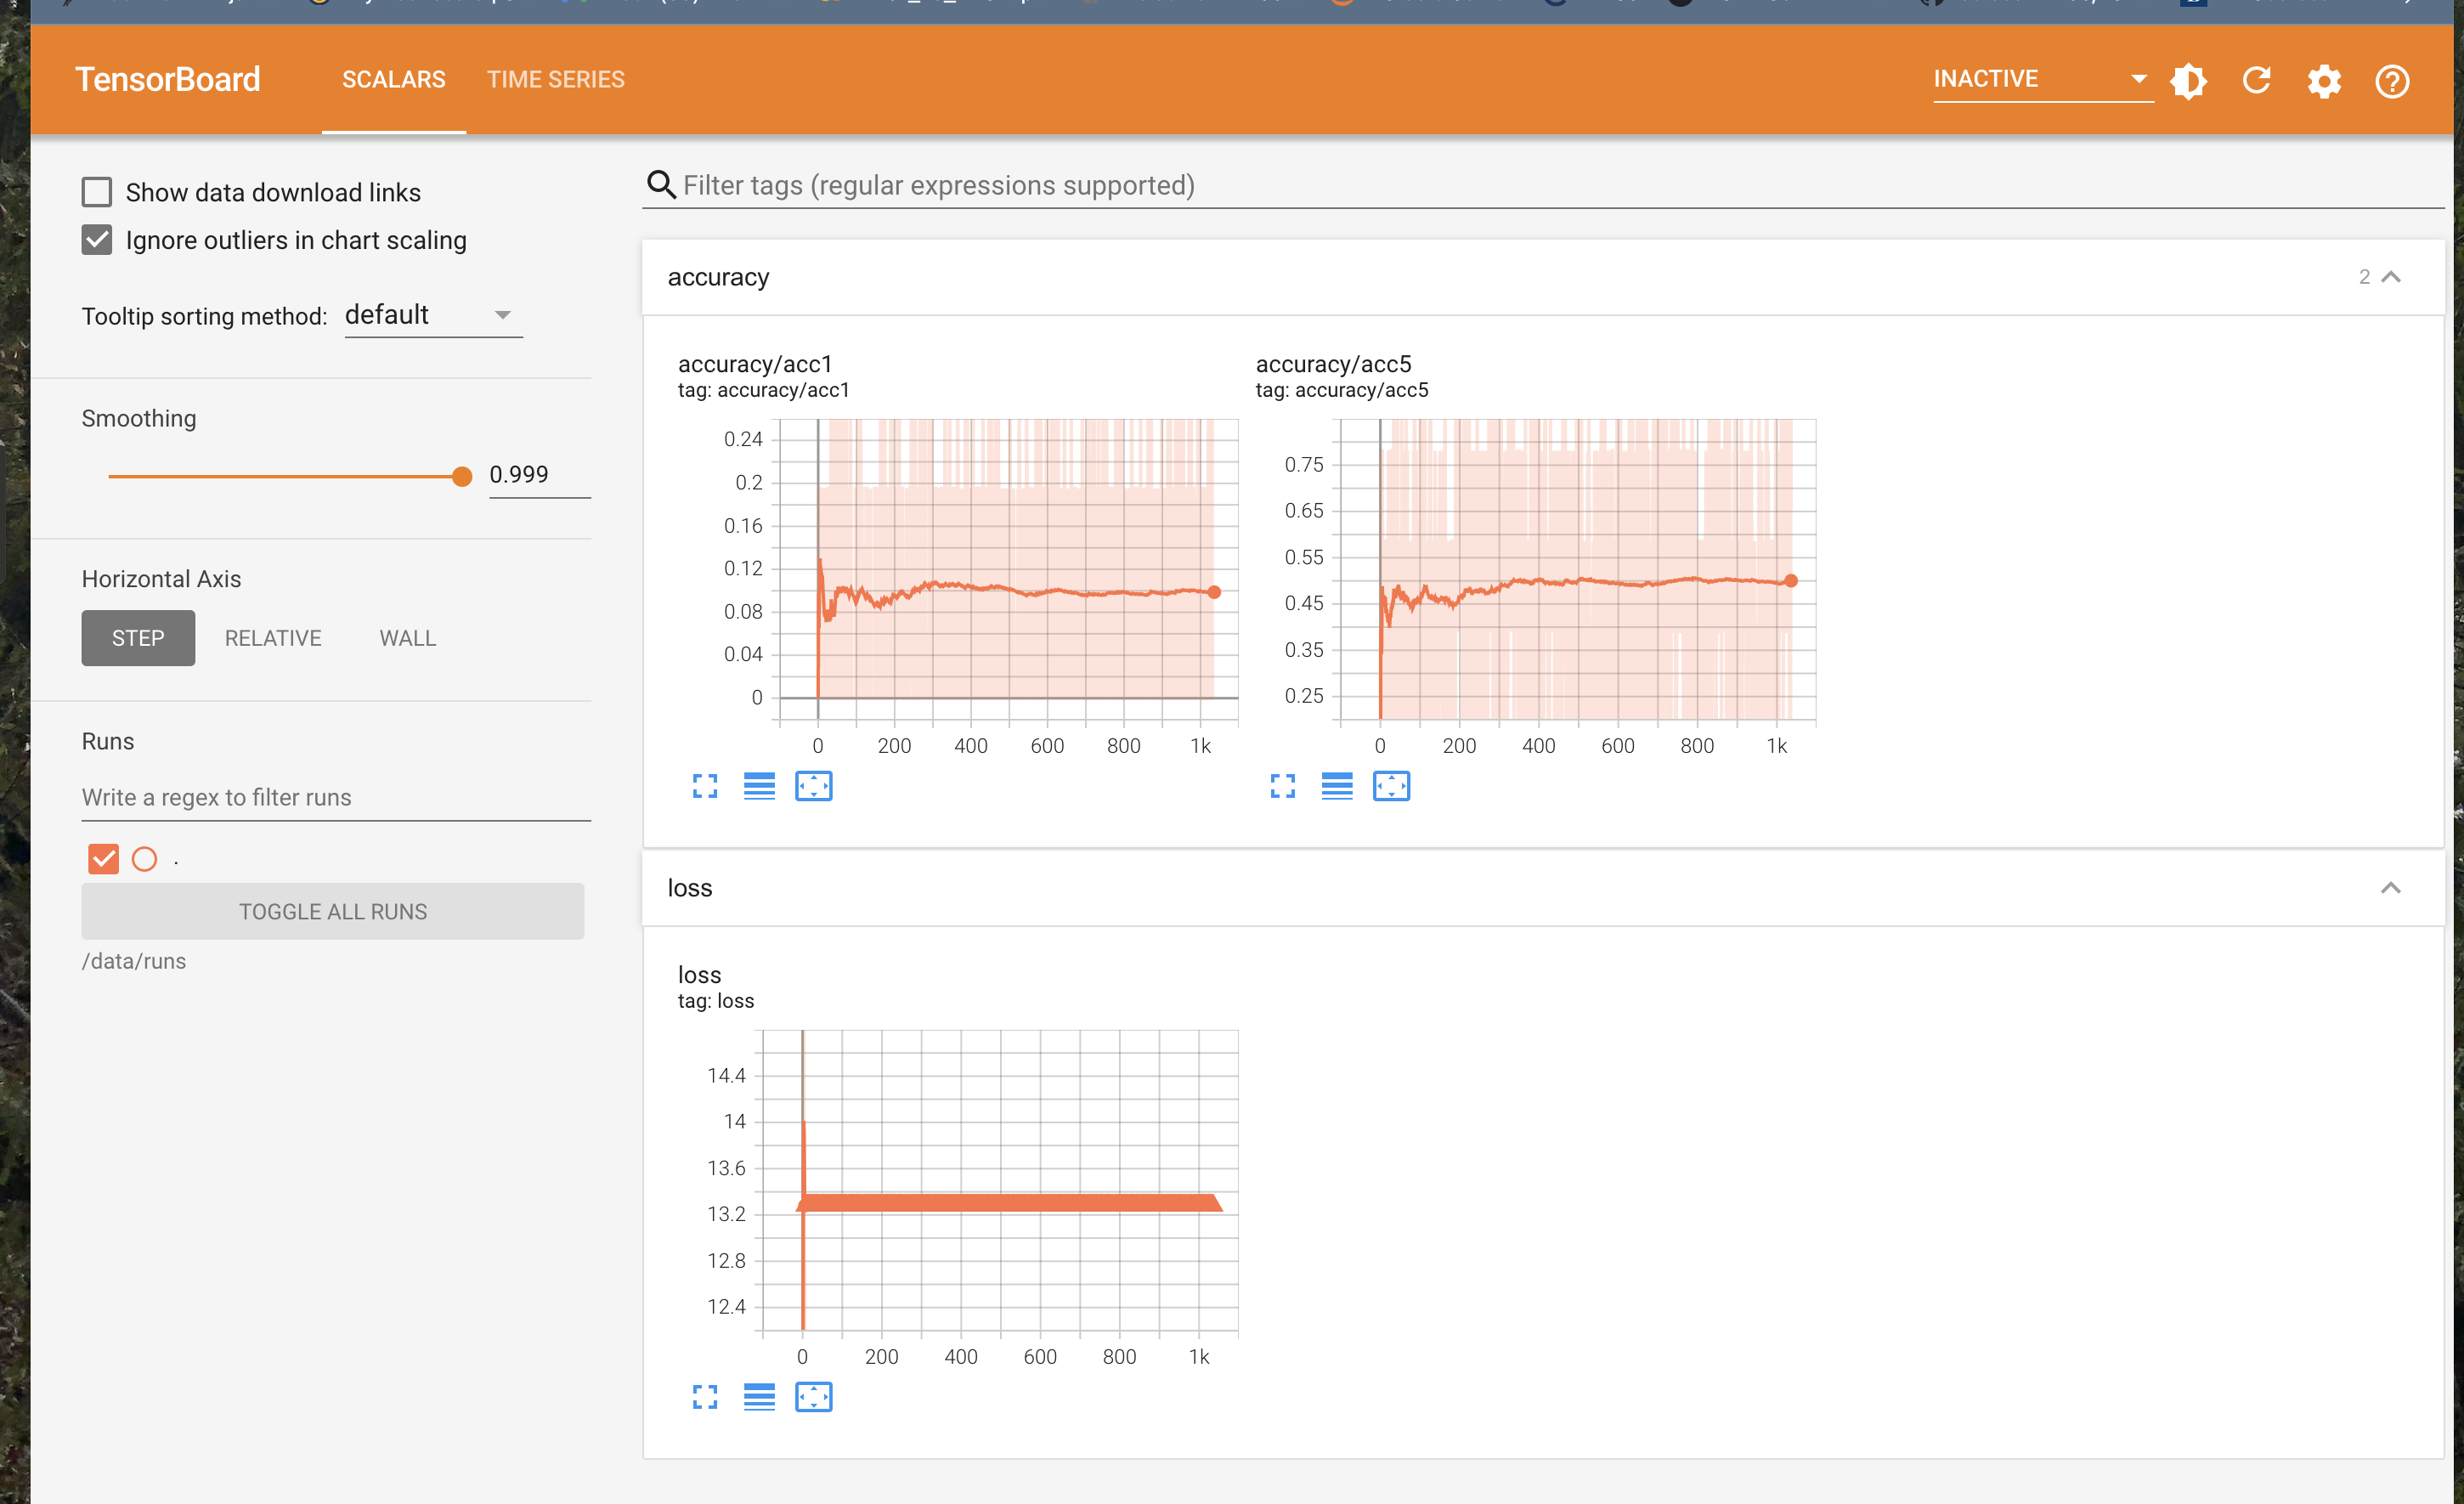 TensorBoard
SCALARS
TIME SERIES
INACTIVE
Show data download links
Ignore outliers in chart scaling
Tooltip sorting method: default
Smoothing
0.999
Horizontal Axis
STEP RELATIVE WALL
Runs
Write a regex to filter runs
.
TOGGLE ALL RUNS
/data/runs
Filter tags (regular expressions supported)
accuracy
2
accuracy/acc1
tag: accuracy/acc1
0.24
0.2
0.16
0.12
0.08
0.04
0
0 200 400 600 800 1k
accuracy/acc5
tag: accuracy/acc5
0.75
0.65
0.55
0.45
0.35
0.25
0 200 400 600 800 1k
loss
loss
tag: loss
14.4
14
13.6
13.2
12.8
12.4
0 200 400 600 800 1k